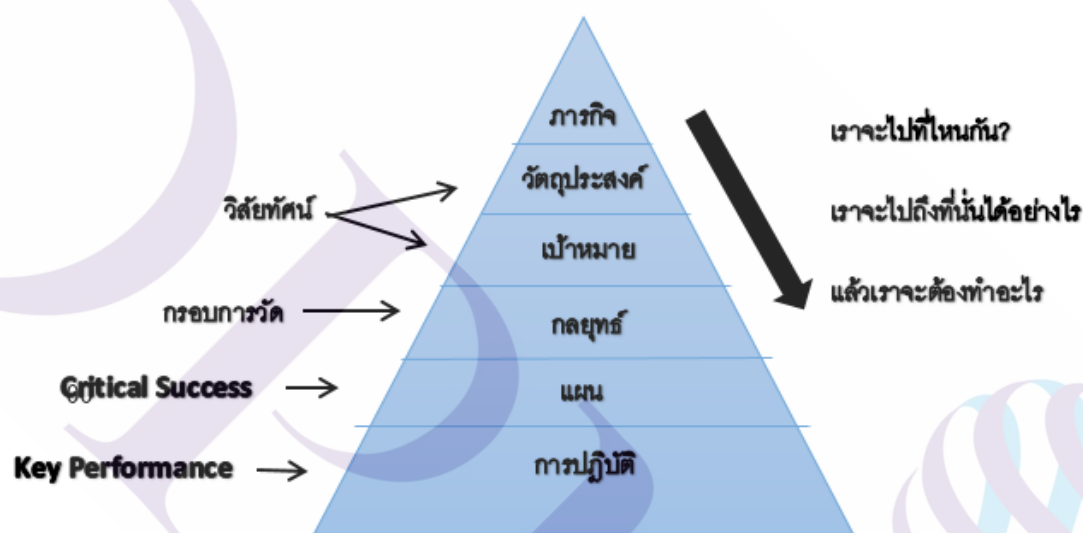 ภารกิจ
วัตถุประสงค์
เป้าหมาย
กลยุทธ์
แผน
การปฏิบัติ
วิสัยทัศน์
กรอบการวัด
Critical Success
Key Performance
เราจะไปที่ไหนกัน?
เราจะไปถึงที่นั่นได้อย่างไร
แล้วเราจะต้องทำอะไร